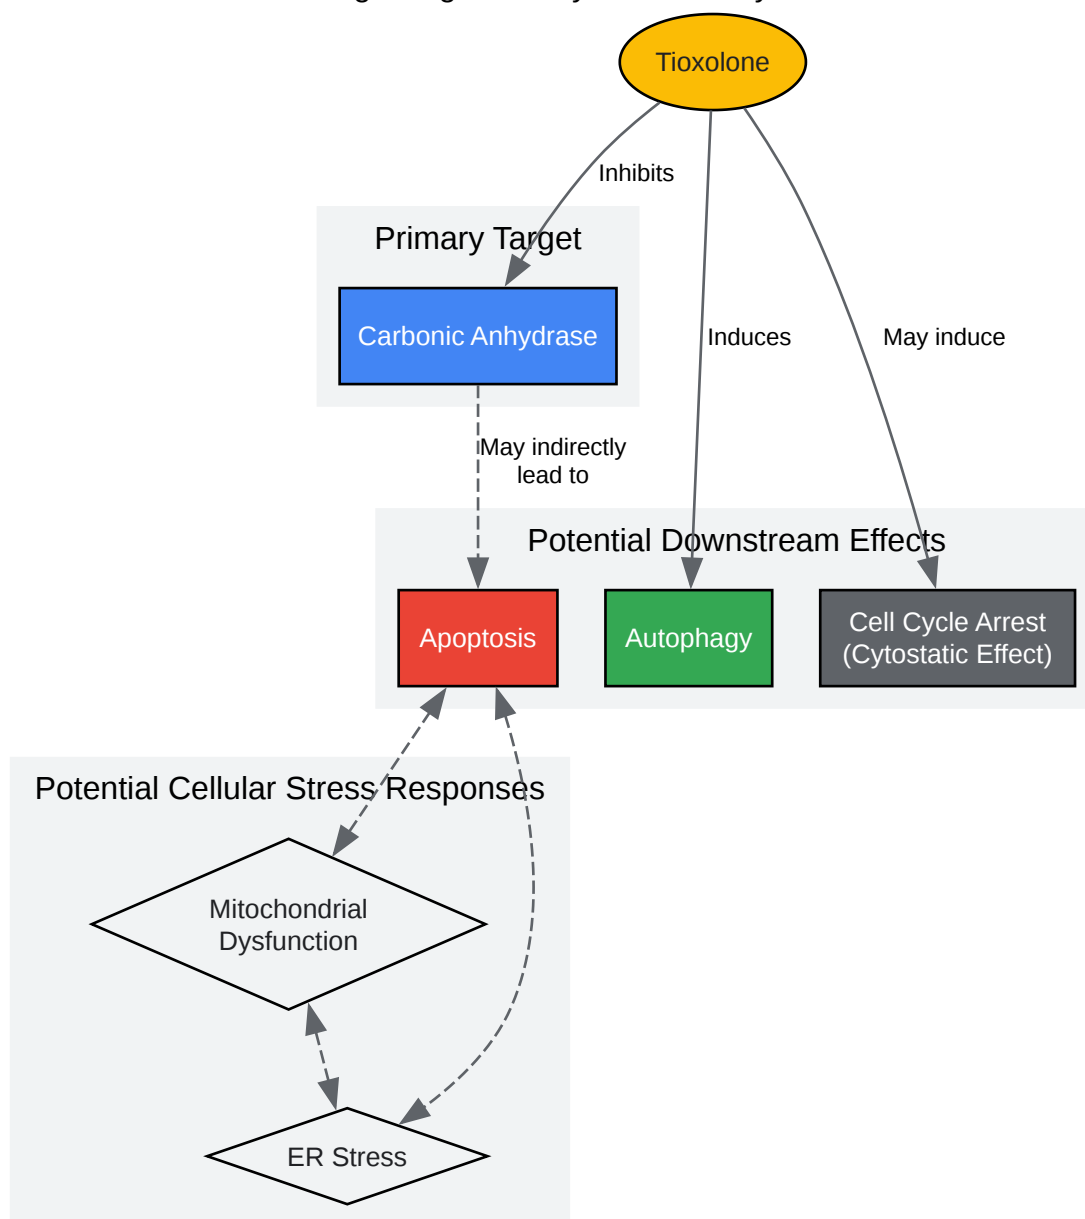 Tioxolone
Inhibits
Primary Target
Carbonic Anhydrase
Induces
May induce
May indirectly
lead to
Potential Downstream Effects
Apoptosis
Autophagy
Cell Cycle Arrest
(Cytostatic Effect)
Potential Cellular Stress Responses
Mitochondrial
Dysfunction
ER Stress